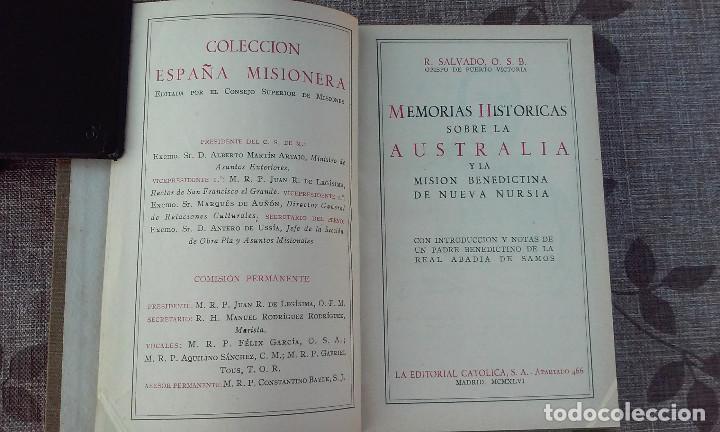 COLECCION
ESPAÑA MISIONERA
EDITADA POR EL CONSEJO SUPERIOR DE MISIONES
PRESIDENTE DEL C. S. DE M.:
EXCMO. SR. D. ALBERTO MARTÍN ARTAJO, Ministro de
Asuntos Exteriores.
VICEPRESIDENTE 1.º: M. R. P. JUAN R. DE LEGÍSIMA,
Rector de San Francisco el Grande. VICEPRESIDENTE 2.º:
EXCMO. SR. MARQUÉS DE AUÑÓN, Director General
de Relaciones Culturales. SECRETARIO DEL
EXCMO. SR. D. ANTERO DE USSÍA, Jefe de la Sección
de Obra Pía y Asuntos Misionales
COMISIÓN PERMANENTE
PRESIDENTE: M. R. P. JUAN R. DE LEGÍSIMA, O. F. M.
SECRETARIO: R. H. MANUEL RODRÍGUEZ RODRÍGUEZ,
Marista.
VOCALES: M. R. P. FÉLIX GARCÍA, O. S. A.;
M. R. P. AQUILINO SÁNCHEZ, C. M.; M. R. P. GABRIEL
TOUS, T. O. R.
ASESOR PERMANENTE: M. R. P. CONSTANTINO BAYLE, S. J.
R. SALVADO, O. S. B.
OBISPO DE PUERTO VICTORIA
MEMORIAS HISTORICAS
SOBRE LA
AUSTRALIA
Y LA
MISION BENEDICTINA
DE NUEVA NURSIA
CON INTRODUCCION Y NOTAS DE
UN PADRE BENEDICTINO DE LA
REAL ABADIA DE SAMOS
LA EDITORIAL CATOLICA, S. A. - APARTADO 466
MADRID. MCMXLVI
todocoleccion